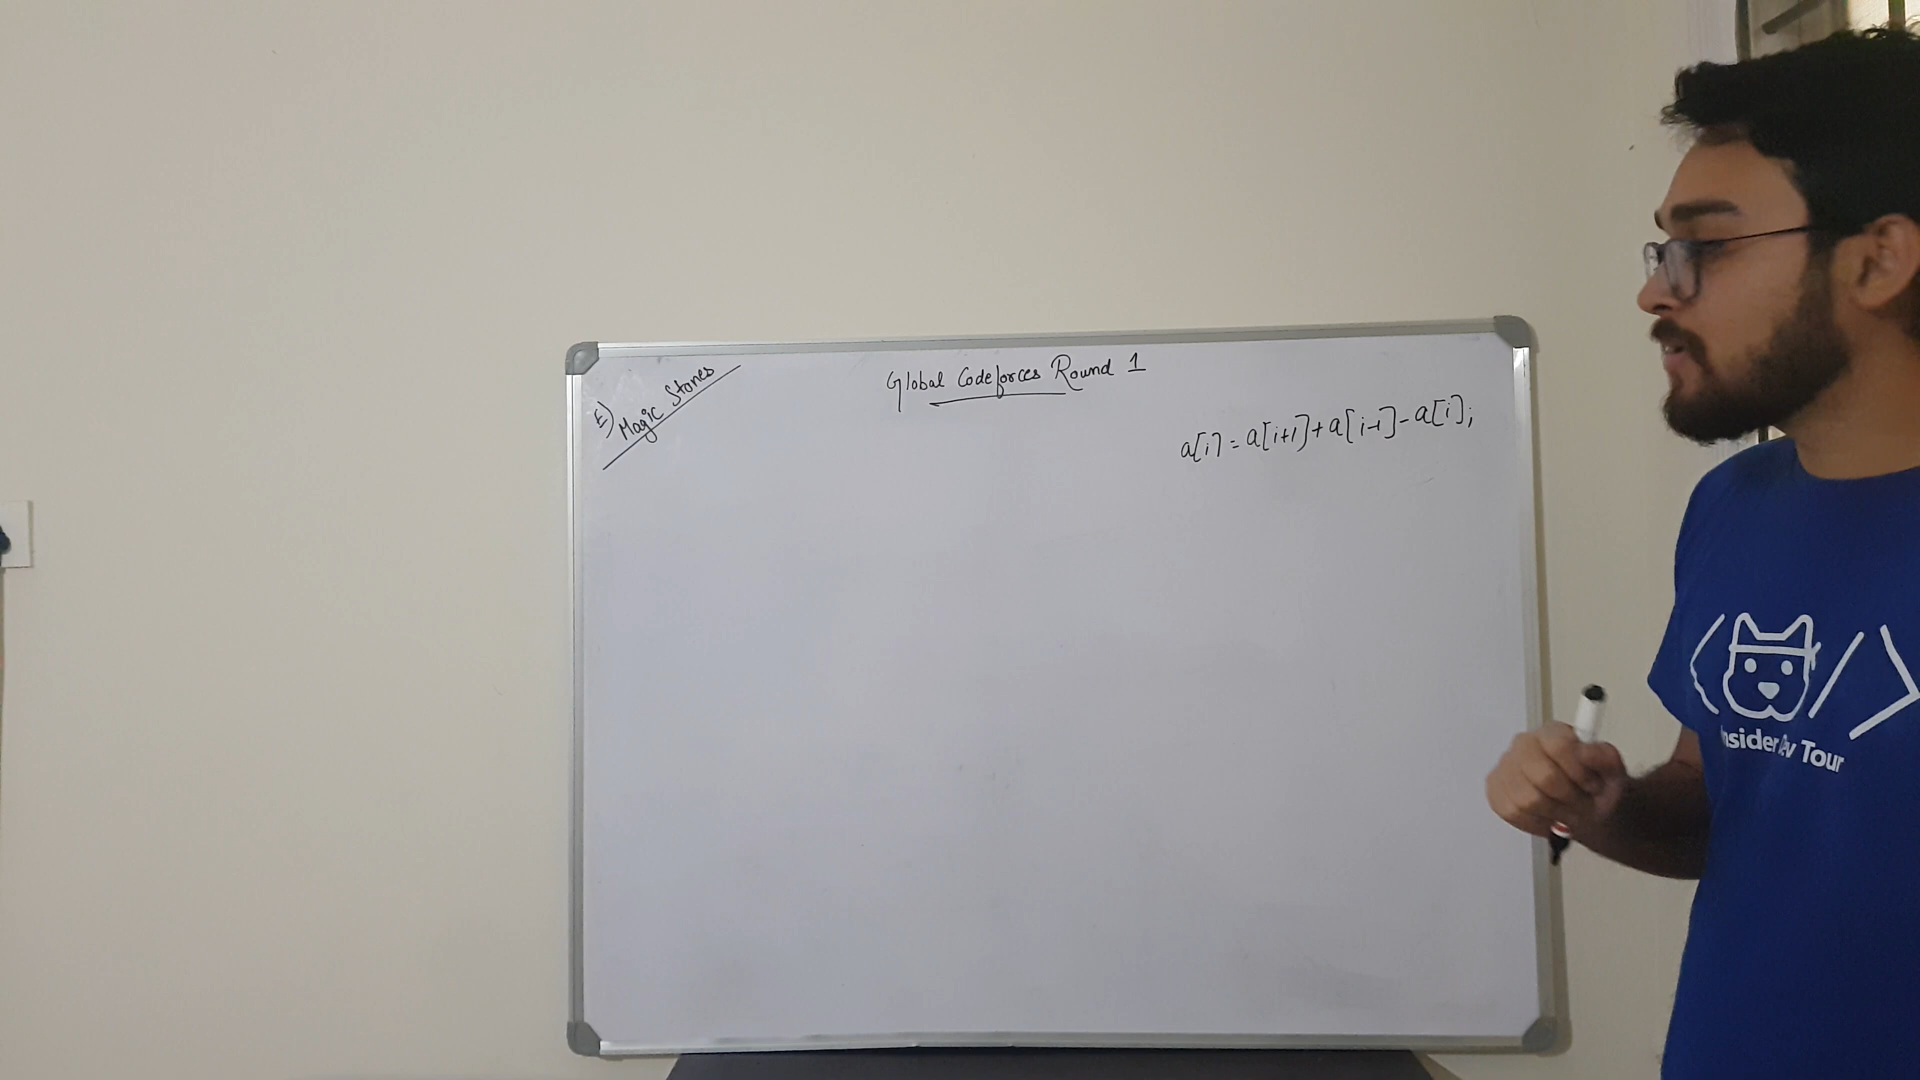 Global Codeforces Round 1
E) Magic Stones
a[i] = a[i+1] + a[i-1] - a[i];
Insider Dev Tour